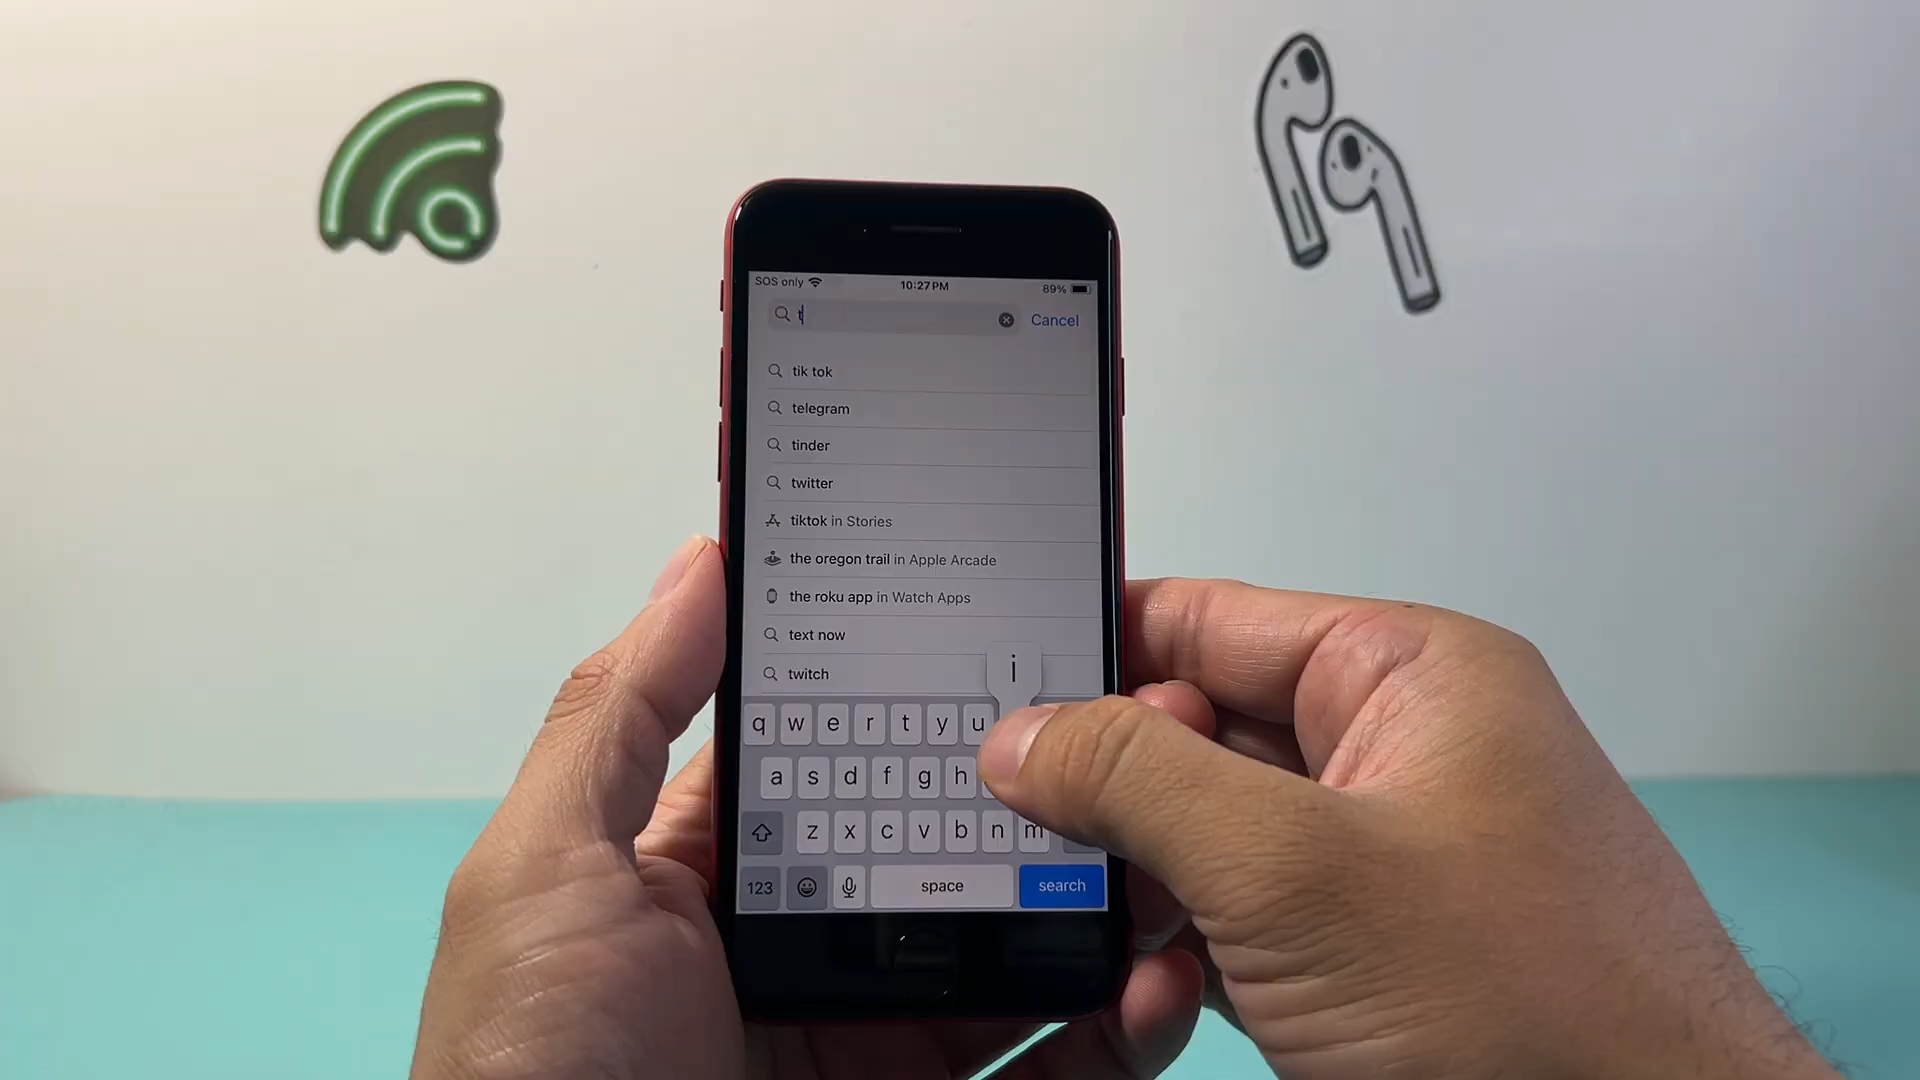 SOS only 10:27 PM 89%
t Cancel
tik tok
telegram
tinder
twitter
tiktok in Stories
the oregon trail in Apple Arcade
the roku app in Watch Apps
text now
twitch
i
q w e r t y u
a s d f g h
z x c v b n m
123 space search